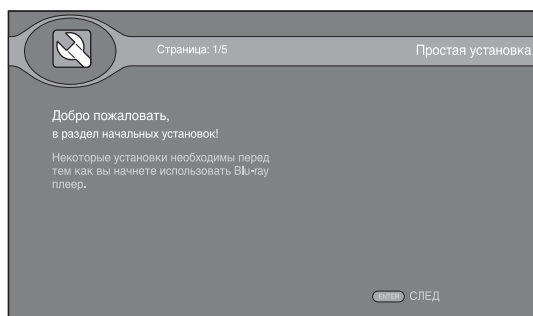 Страница: 1/5
Простая установка
Добро пожаловать,
в раздел начальных установок!
Некоторые установки необходимы перед
тем как вы начнете использовать Blu-ray
плеер.
ENTER СЛЕД